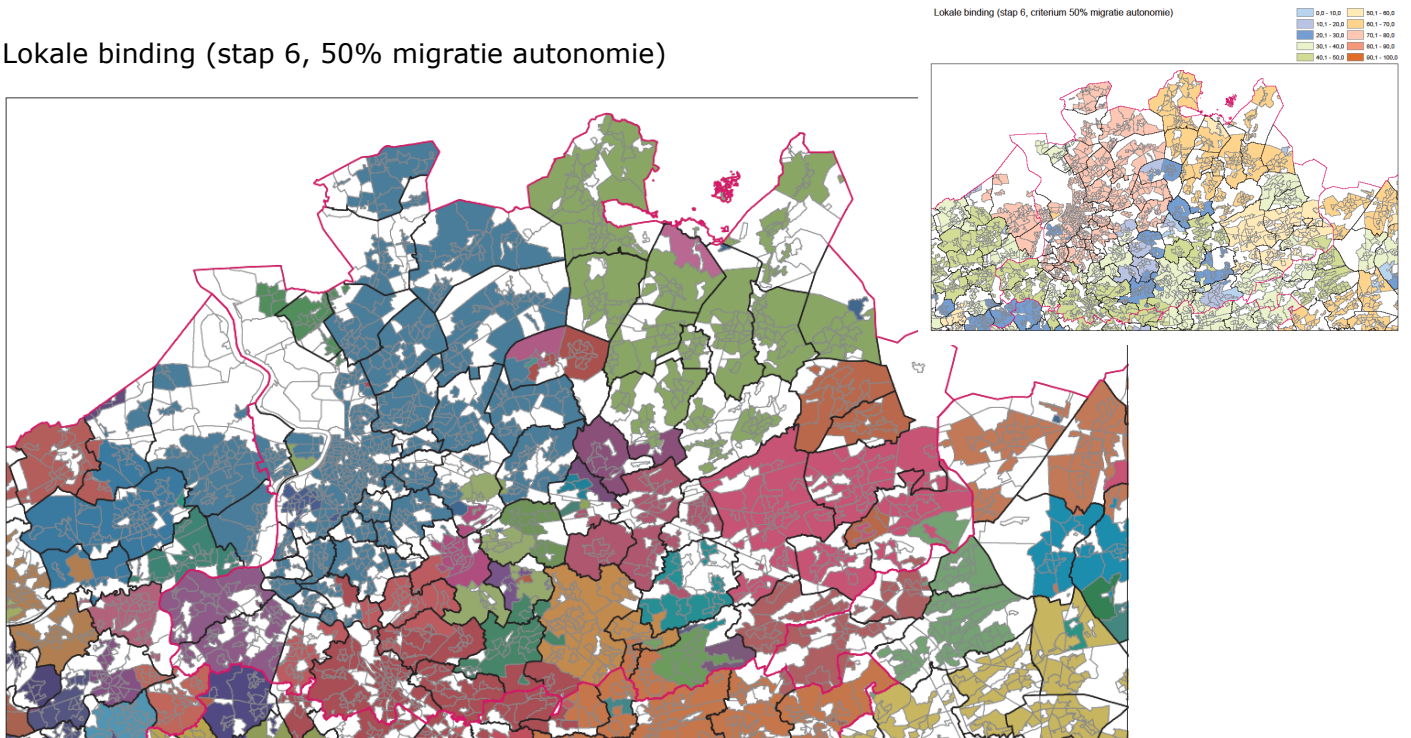 Lokale binding (stap 6, 50% migratie autonomie)
Lokale binding (stap 6, criterium 50% migratie autonomie)
0,0 - 10,0
10,1 - 20,0
20,1 - 30,0
30,1 - 40,0
40,1 - 50,0
50,1 - 60,0
60,1 - 70,0
70,1 - 80,0
80,1 - 90,0
90,1 - 100,0